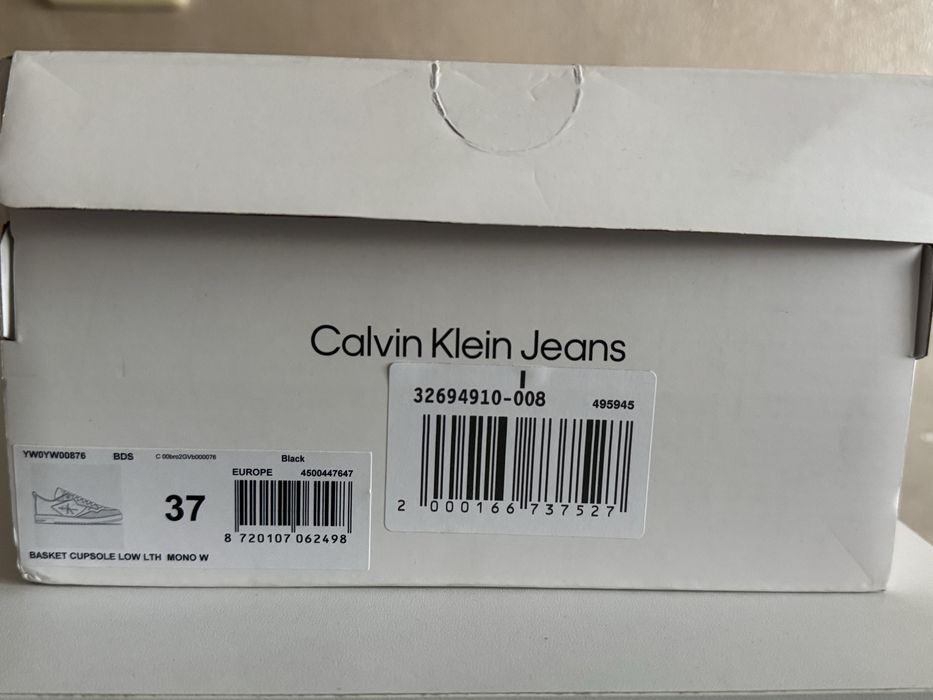 Calvin Klein Jeans
32694910-008
495945
2 000166 737527
YW0YW00876 BDS C 00bro2GVb000076 Black
EUROPE 4500447647
37
8 720107 062498
BASKET CUPSOLE LOW LTH MONO W